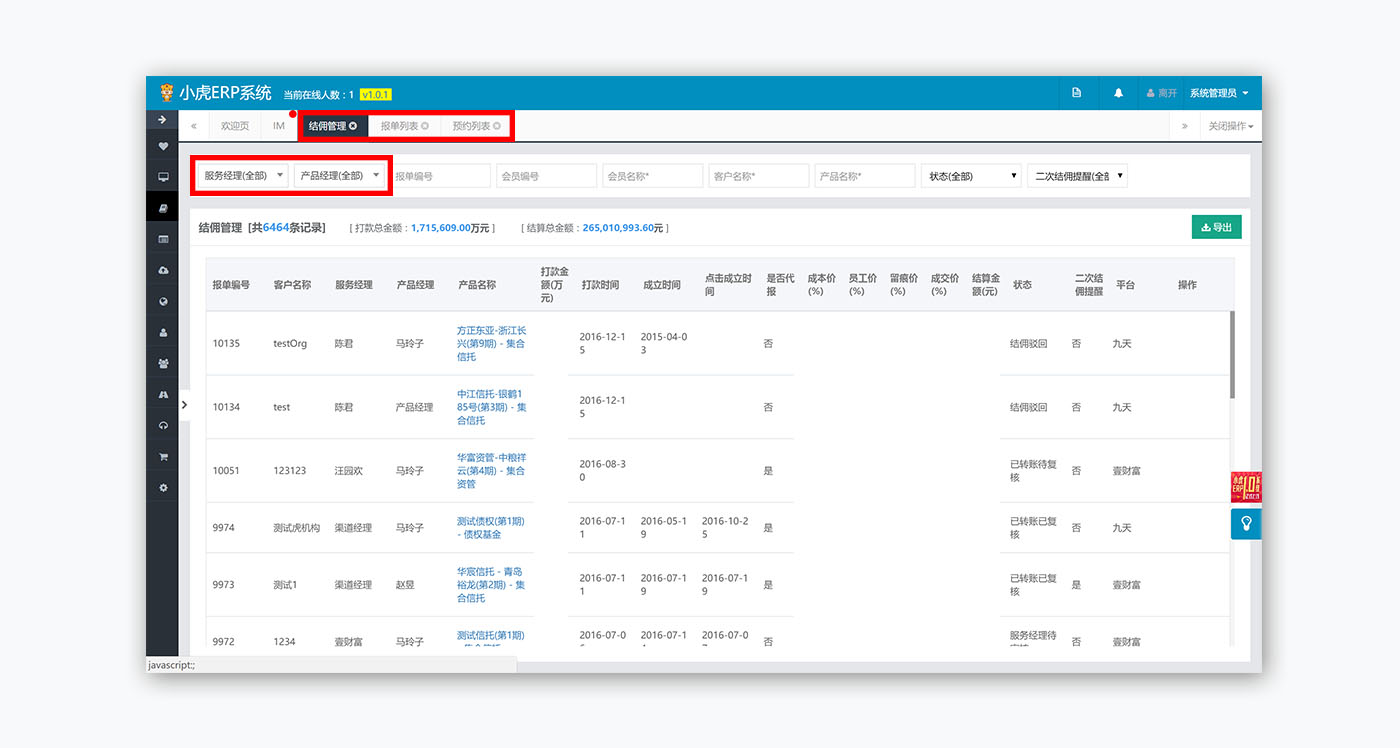 小虎ERP系统 当前在线人数：1 v1.0.1 离开 系统管理员
欢迎页 IM 结佣管理 报单列表 预约列表 关闭操作
服务经理(全部) 产品经理(全部) 报单编号 会员编号 会员名称* 客户名称* 产品名称* 状态(全部) 二次结佣提醒(全部
结佣管理 [共6464条记录] [ 打款总金额：1,715,609.00万元 ] [ 结算总金额：265,010,993.60元 ] 导出
报单编号 客户名称 服务经理 产品经理 产品名称 打款金额(万元) 打款时间 成立时间 点击成立时间 是否代报 成本价(%) 员工价(%) 留痕价(%) 成交价(%) 结算金额(元) 状态 二次结佣提醒 平台 操作
10135 testOrg 陈君 马玲子 方正东亚-浙江长兴(第9期) - 集合信托 2016-12-15 2015-04-03 否 结佣驳回 否 九天
10134 test 陈君 产品经理 中江信托-银鹤185号(第3期) - 集合信托 2016-12-15 否 结佣驳回 否 九天
10051 123123 汪园欢 马玲子 华富资管-中粮祥云(第4期) - 集合资管 2016-08-30 是 已转账待复核 否 壹财富
9974 测试虎机构 渠道经理 马玲子 测试债权(第1期) - 债权基金 2016-07-11 2016-05-19 2016-10-25 是 已转账已复核 否 九天
9973 测试1 渠道经理 赵昱 华宸信托 - 青岛裕龙(第2期) - 集合信托 2016-07-11 2016-07-19 2016-07-19 是 已转账已复核 是 壹财富
9972 1234 壹财富 马玲子 测试信托(第1期) 2016-07-0 2016-07-1 2016-07-0 否 服务经理待 否 壹财富
javascript:;